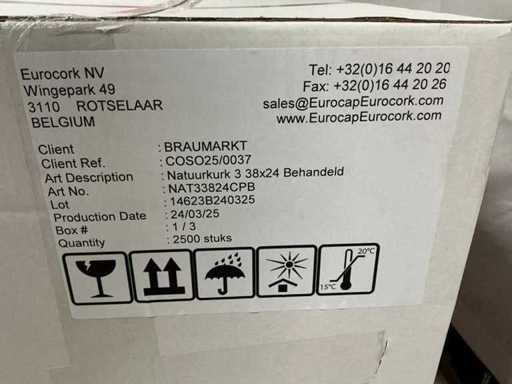 Eurocork NV
Wingepark 49
3110 ROTSELAAR
BELGIUM
Tel: +32(0)16 44 20 20
Fax: +32(0)16 44 20 26
sales@EurocapEurocork.com
www.EurocapEurocork.com
Client : BRAUMARKT
Client Ref. : COSO25/0037
Art Description : Natuurkurk 3 38x24 Behandeld
Art No. : NAT33824CPB
Lot : 14623B240325
Production Date : 24/03/25
Box # : 1 / 3
Quantity : 2500 stuks
20°C
15°C